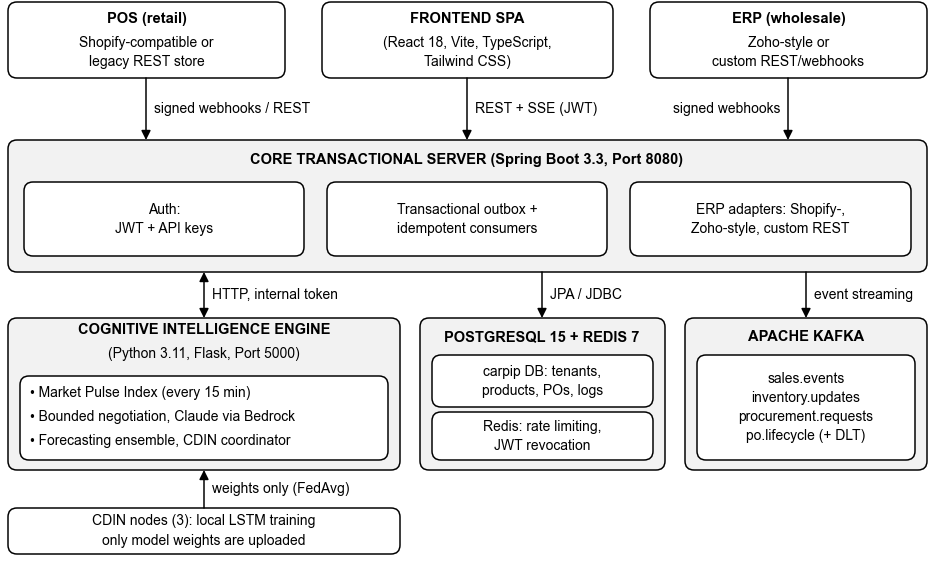 POS (retail)
Shopify-compatible or
legacy REST store
FRONTEND SPA
(React 18, Vite, TypeScript,
Tailwind CSS)
ERP (wholesale)
Zoho-style or
custom REST/webhooks
signed webhooks / REST
REST + SSE (JWT)
signed webhooks
CORE TRANSACTIONAL SERVER (Spring Boot 3.3, Port 8080)
Auth:
JWT + API keys
Transactional outbox +
idempotent consumers
ERP adapters: Shopify-,
Zoho-style, custom REST
HTTP, internal token
JPA / JDBC
event streaming
COGNITIVE INTELLIGENCE ENGINE
(Python 3.11, Flask, Port 5000)
• Market Pulse Index (every 15 min)
• Bounded negotiation, Claude via Bedrock
• Forecasting ensemble, CDIN coordinator
POSTGRESQL 15 + REDIS 7
carpip DB: tenants,
products, POs, logs
Redis: rate limiting,
JWT revocation
APACHE KAFKA
sales.events
inventory.updates
procurement.requests
po.lifecycle (+ DLT)
weights only (FedAvg)
CDIN nodes (3): local LSTM training
only model weights are uploaded